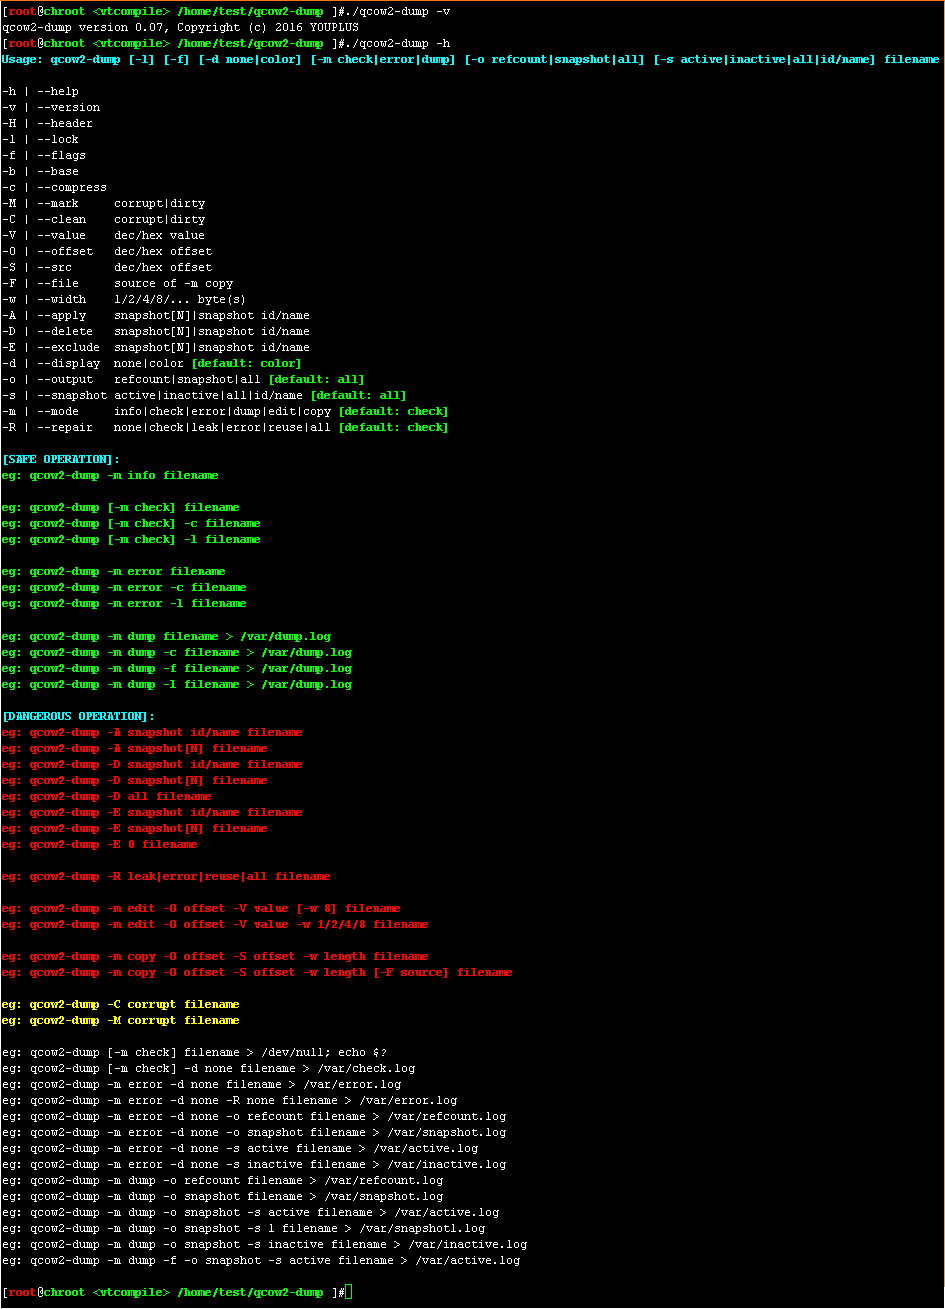 [root@chroot <vtcompile> /home/test/qcow2-dump ]#./qcow2-dump -v
qcow2-dump version 0.07, Copyright (c) 2016 YOUPLUS
[root@chroot <vtcompile> /home/test/qcow2-dump ]#./qcow2-dump -h
Usage: qcow2-dump [-l] [-f] [-d none|color] [-m check|error|dump] [-o refcount|snapshot|all] [-s active|inactive|all|id/name] filename
-h | --help
-v | --version
-H | --header
-l | --lock
-f | --flags
-b | --base
-c | --compress
-M | --mark     corrupt|dirty
-C | --clean    corrupt|dirty
-V | --value    dec/hex value
-O | --offset   dec/hex offset
-S | --src      dec/hex offset
-F | --file     source of -m copy
-w | --width    1/2/4/8/... byte(s)
-A | --apply    snapshot[N]|snapshot id/name
-D | --delete   snapshot[N]|snapshot id/name
-E | --exclude  snapshot[N]|snapshot id/name
-d | --display  none|color [default: color]
-o | --output   refcount|snapshot|all [default: all]
-s | --snapshot active|inactive|all|id/name [default: all]
-m | --mode     info|check|error|dump|edit|copy [default: check]
-R | --repair   none|check|leak|error|reuse|all [default: check]
[SAFE OPERATION]:
eg: qcow2-dump -m info filename
eg: qcow2-dump [-m check] filename
eg: qcow2-dump [-m check] -c filename
eg: qcow2-dump [-m check] -l filename
eg: qcow2-dump -m error filename
eg: qcow2-dump -m error -c filename
eg: qcow2-dump -m error -l filename
eg: qcow2-dump -m dump filename > /var/dump.log
eg: qcow2-dump -m dump -c filename > /var/dump.log
eg: qcow2-dump -m dump -f filename > /var/dump.log
eg: qcow2-dump -m dump -l filename > /var/dump.log
[DANGEROUS OPERATION]:
eg: qcow2-dump -A snapshot id/name filename
eg: qcow2-dump -A snapshot[N] filename
eg: qcow2-dump -D snapshot id/name filename
eg: qcow2-dump -D snapshot[N] filename
eg: qcow2-dump -D all filename
eg: qcow2-dump -E snapshot id/name filename
eg: qcow2-dump -E snapshot[N] filename
eg: qcow2-dump -E 0 filename
eg: qcow2-dump -R leak|error|reuse|all filename
eg: qcow2-dump -m edit -O offset -V value [-w 8] filename
eg: qcow2-dump -m edit -O offset -V value -w 1/2/4/8 filename
eg: qcow2-dump -m copy -O offset -S offset -w length filename
eg: qcow2-dump -m copy -O offset -S offset -w length [-F source] filename
eg: qcow2-dump -C corrupt filename
eg: qcow2-dump -M corrupt filename
eg: qcow2-dump [-m check] filename > /dev/null; echo $?
eg: qcow2-dump [-m check] -d none filename > /var/check.log
eg: qcow2-dump -m error -d none filename > /var/error.log
eg: qcow2-dump -m error -d none -R none filename > /var/error.log
eg: qcow2-dump -m error -d none -o refcount filename > /var/refcount.log
eg: qcow2-dump -m error -d none -o snapshot filename > /var/snapshot.log
eg: qcow2-dump -m error -d none -s active filename > /var/active.log
eg: qcow2-dump -m error -d none -s inactive filename > /var/inactive.log
eg: qcow2-dump -m dump -o refcount filename > /var/refcount.log
eg: qcow2-dump -m dump -o snapshot filename > /var/snapshot.log
eg: qcow2-dump -m dump -o snapshot -s active filename > /var/active.log
eg: qcow2-dump -m dump -o snapshot -s 1 filename > /var/snapshot1.log
eg: qcow2-dump -m dump -o snapshot -s inactive filename > /var/inactive.log
eg: qcow2-dump -m dump -f -o snapshot -s active filename > /var/active.log
[root@chroot <vtcompile> /home/test/qcow2-dump ]#